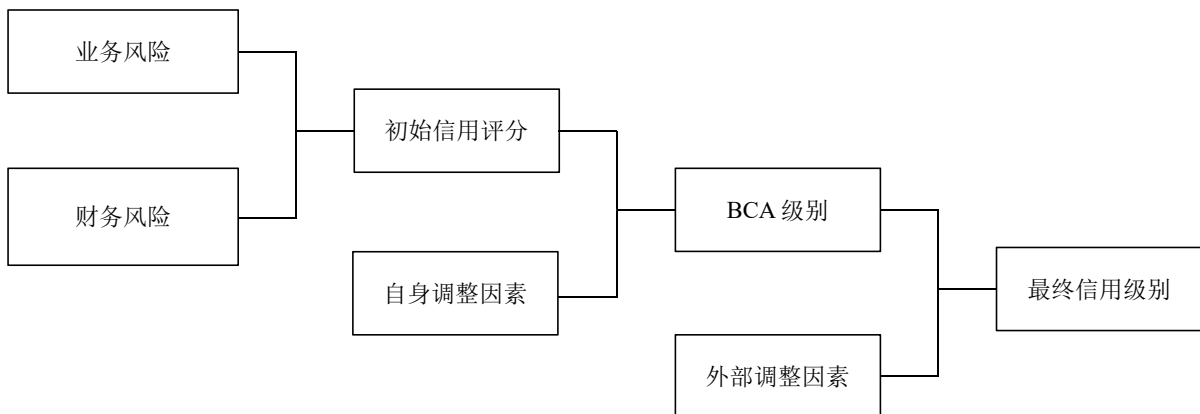 业务风险
财务风险
初始信用评分
自身调整因素
BCA 级别
外部调整因素
最终信用级别